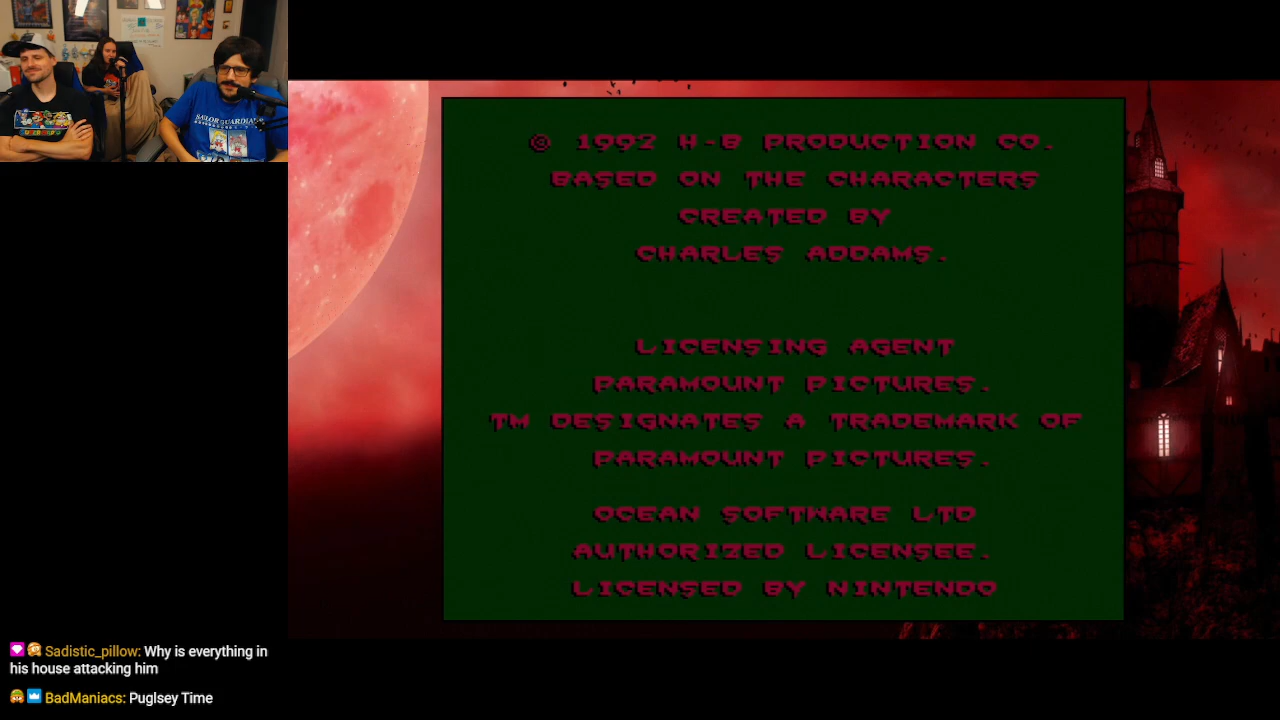 SAILOR GUARDIANS
© 1992 H-B PRODUCTION CO.
BASED ON THE CHARACTERS
CREATED BY
CHARLES ADDAMS.
LICENSING AGENT
PARAMOUNT PICTURES.
TM DESIGNATES A TRADEMARK OF
PARAMOUNT PICTURES.
OCEAN SOFTWARE LTD
AUTHORIZED LICENSEE.
LICENSED BY NINTENDO
Sadistic_pillow: Why is everything in
his house attacking him
BadManiacs: Puglsey Time